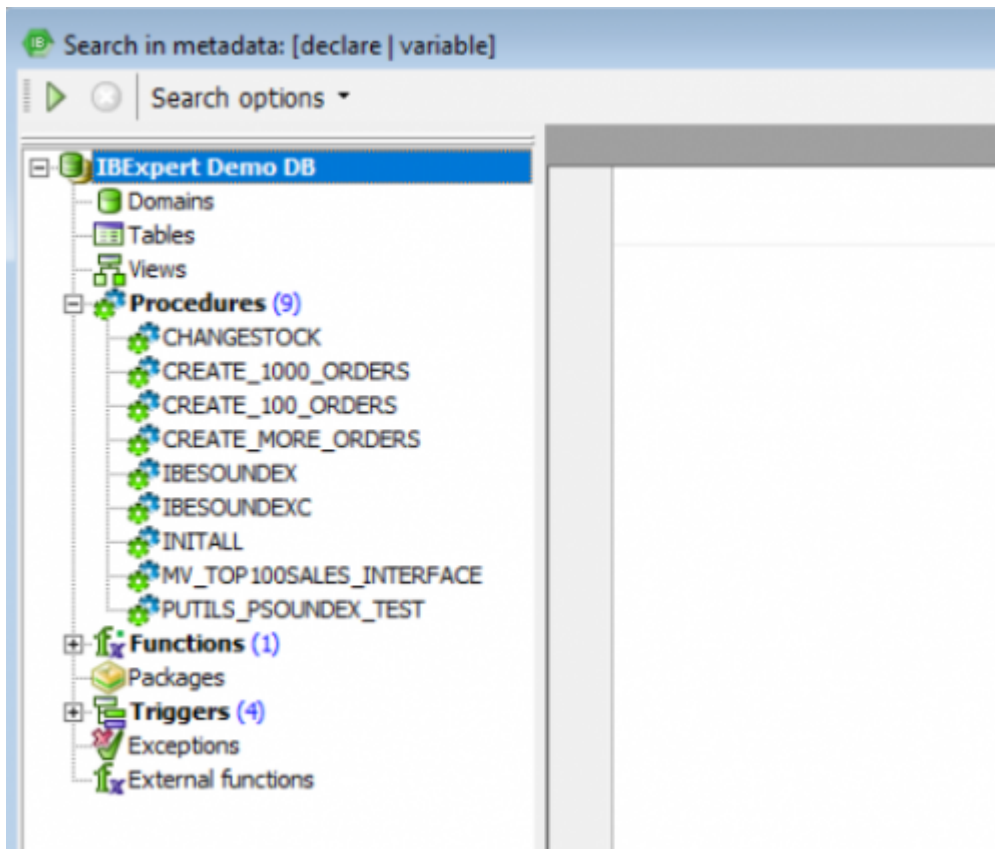 IB Search in metadata: [declare | variable]
Search options
IBExpert Demo DB
Domains
Tables
Views
Procedures (9)
CHANGESTOCK
CREATE_1000_ORDERS
CREATE_100_ORDERS
CREATE_MORE_ORDERS
IBESOUNDEX
IBESOUNDEXC
INITALL
MV_TOP100SALES_INTERFACE
PUTILS_PSOUNDEX_TEST
Functions (1)
Packages
Triggers (4)
Exceptions
External functions